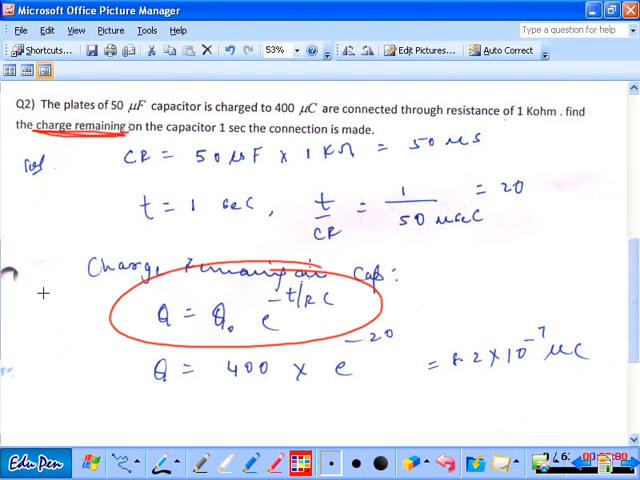 Microsoft Office Picture Manager
File Edit View Picture Tools Help
Type a question for help
Shortcuts... 53% Edit Pictures... Auto Correct
Q2) The plates of 50 μF capacitor is charged to 400 μC are connected through resistance of 1 Kohm . find
the charge remaining on the capacitor 1 sec the connection is made.
Sol
CR = 50 μF × 1 KΩ = 50 μs
t = 1 sec , t/CR = 1/50 μsec = 20
Charge Remaining on Cap :
Q = Q₀ e^-t/RC
Q = 400 × e^-20 = 8.2 × 10^-7 μC
Edu Pen